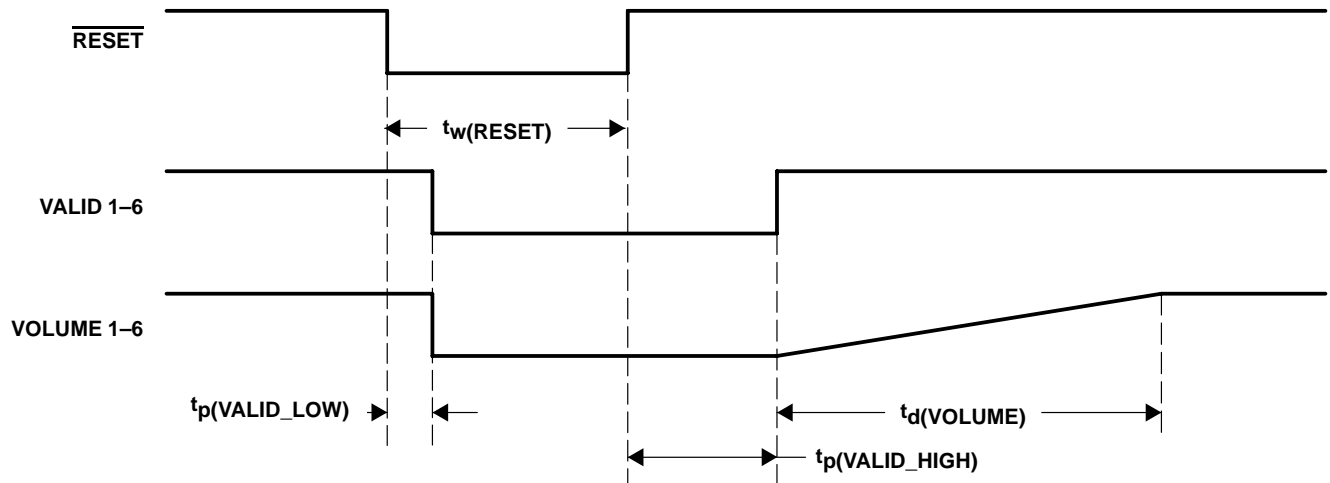 RESET
tw(RESET)
VALID 1–6
VOLUME 1–6
tp(VALID_LOW)
td(VOLUME)
tp(VALID_HIGH)